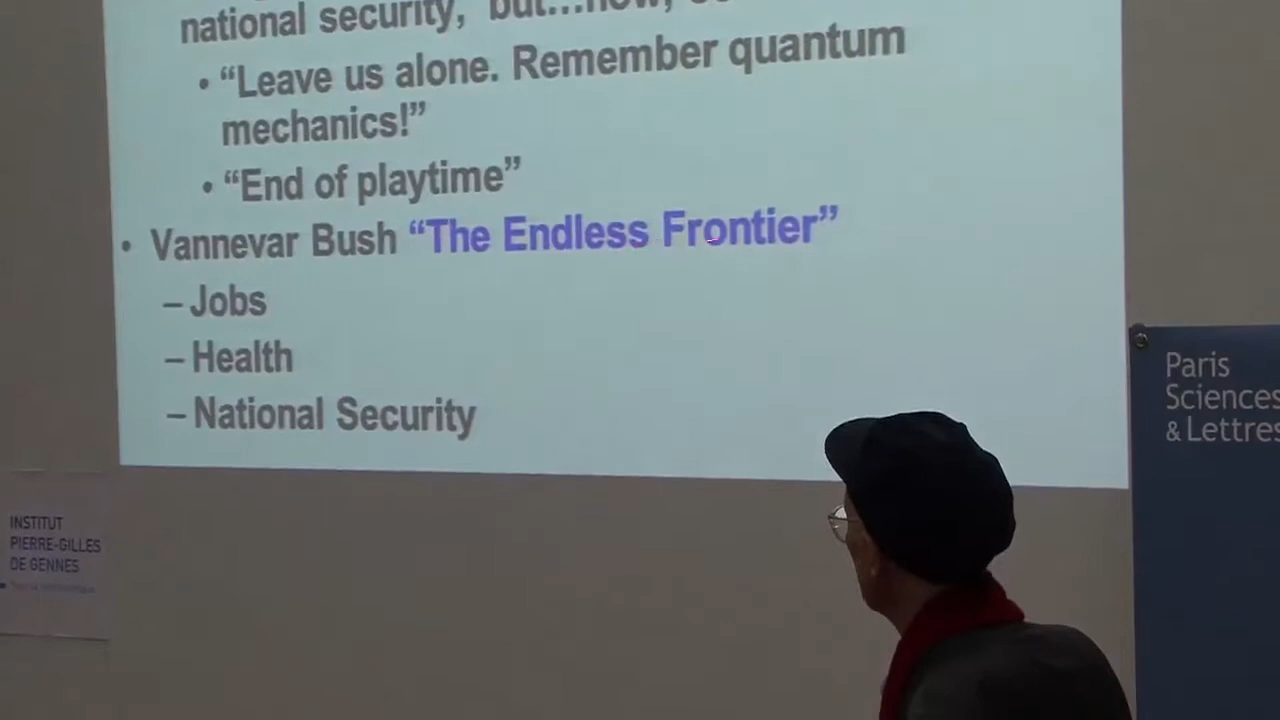 national security, but...now,
• “Leave us alone. Remember quantum
mechanics!”
• “End of playtime”
• Vannevar Bush “The Endless Frontier”
– Jobs
– Health
– National Security
Paris
Sciences
& Lettres
INSTITUT
PIERRE-GILLES
DE GENNES